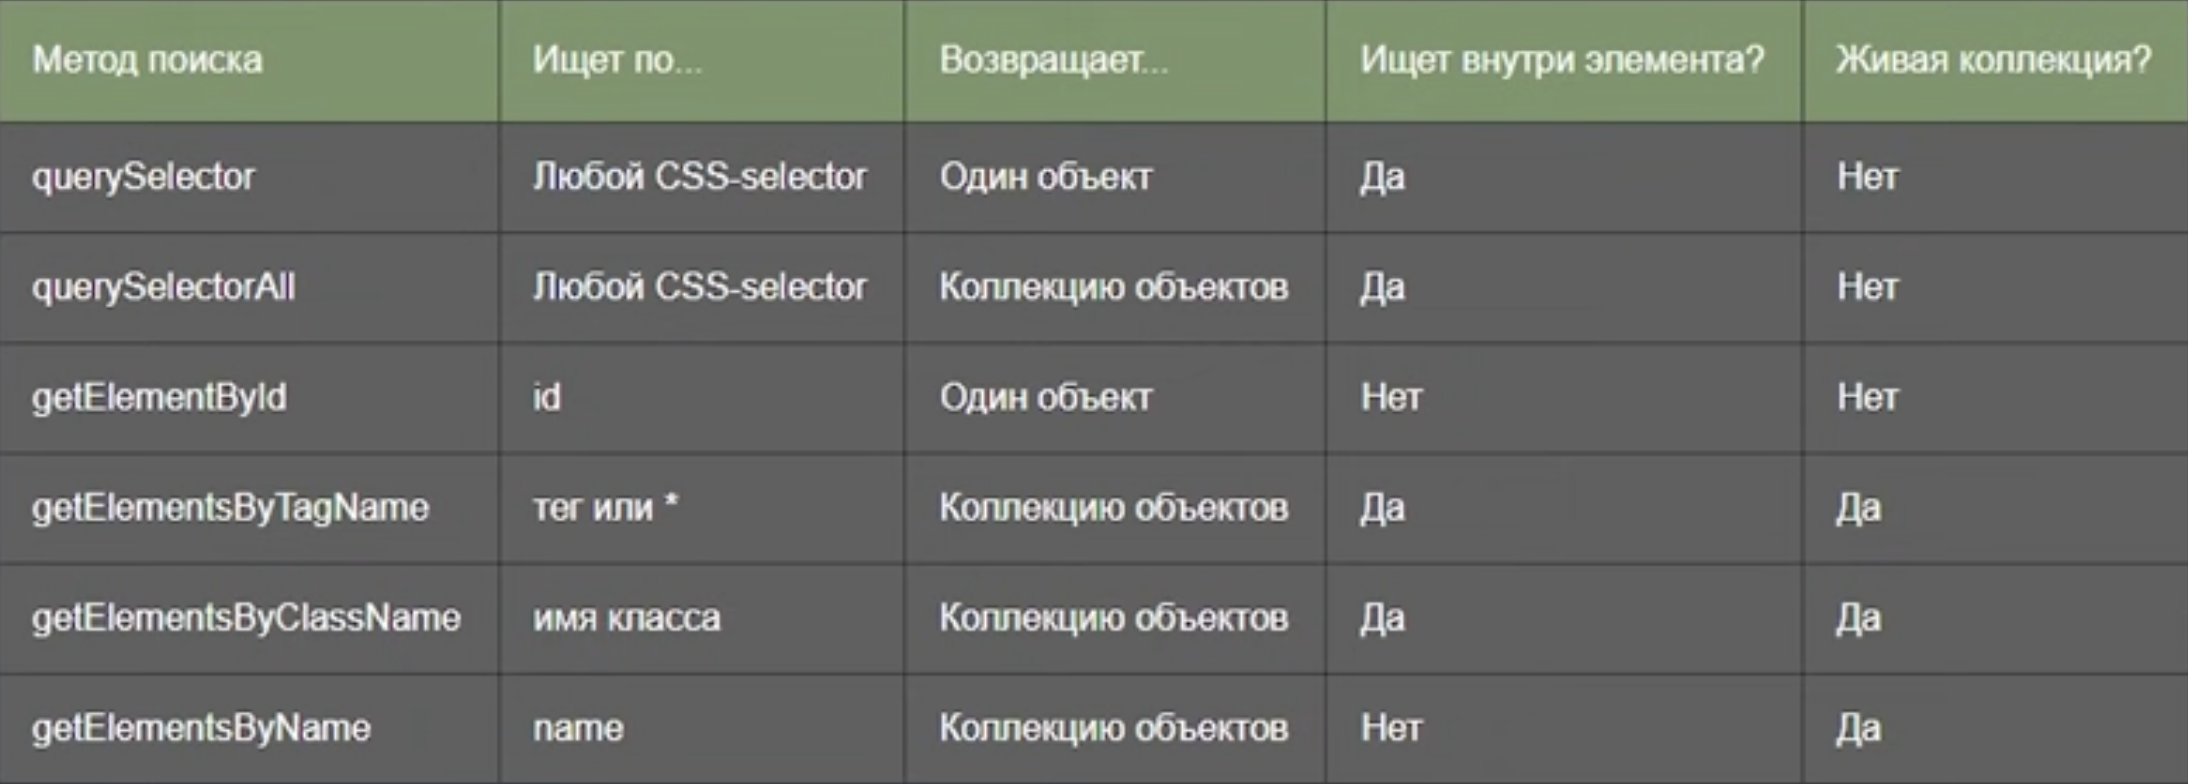 Метод поиска Ищет по... Возвращает... Ищет внутри элемента? Живая коллекция?
querySelector Любой CSS-selector Один объект Да Нет
querySelectorAll Любой CSS-selector Коллекцию объектов Да Нет
getElementById id Один объект Нет Нет
getElementsByTagName тег или * Коллекцию объектов Да Да
getElementsByClassName имя класса Коллекцию объектов Да Да
getElementsByName name Коллекцию объектов Нет Да